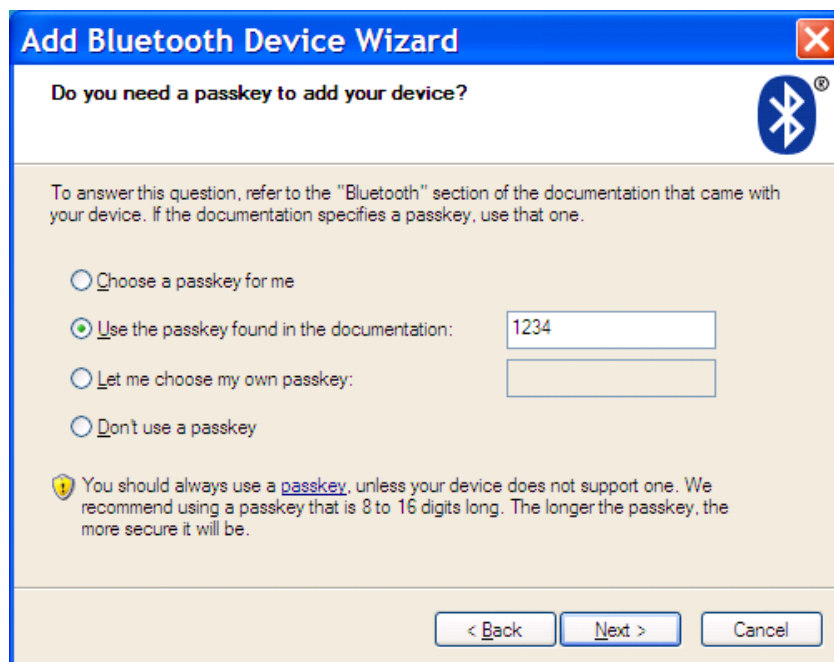 Add Bluetooth Device Wizard
Do you need a passkey to add your device?
®
To answer this question, refer to the "Bluetooth" section of the documentation that came with
your device. If the documentation specifies a passkey, use that one.
Choose a passkey for me
Use the passkey found in the documentation: 1234
Let me choose my own passkey:
Don't use a passkey
You should always use a passkey, unless your device does not support one. We
recommend using a passkey that is 8 to 16 digits long. The longer the passkey, the
more secure it will be.
< Back Next > Cancel